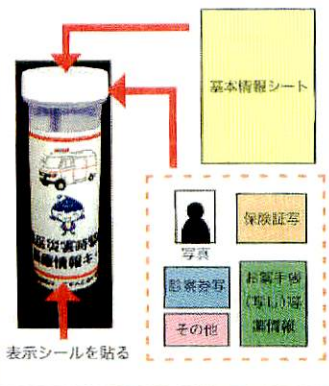 基本情報シート
写真
保険証写
診察券写
お薬手帳
(写し)等
薬情報
その他
表示シールを貼る